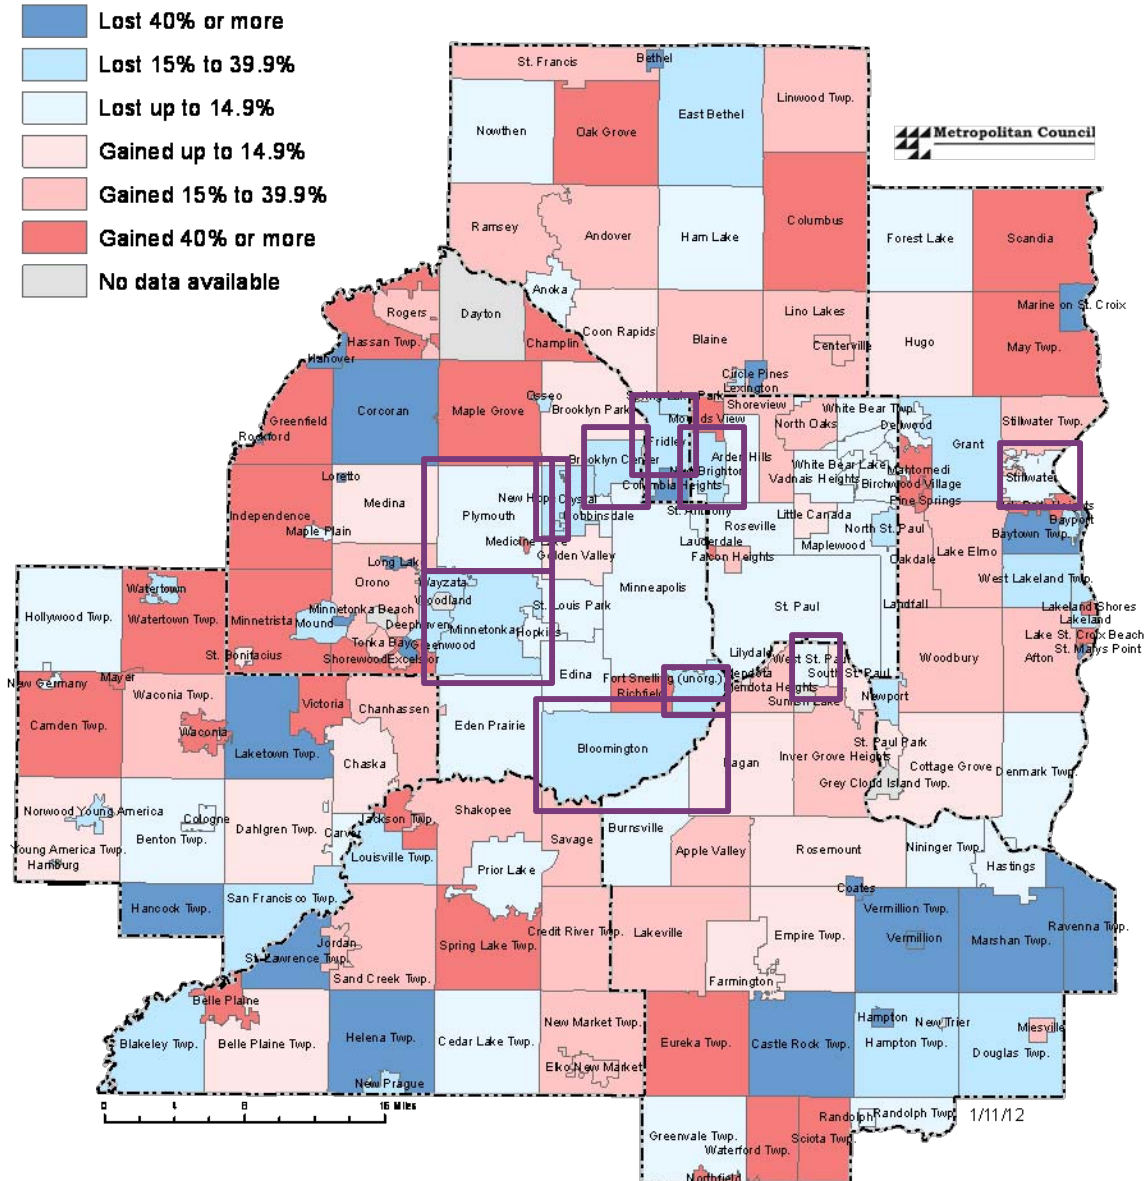 Lost 40% or more
Lost 15% to 39.9%
Lost up to 14.9%
Gained up to 14.9%
Gained 15% to 39.9%
Gained 40% or more
No data available
Metropolitan Council
St. Francis
Bethel
East Bethel
Linwood Twp.
Nowthen
Oak Grove
Columbus
Ramsey
Andover
Ham Lake
Forest Lake
Scandia
Anoka
Marine on St. Croix
Rogers
Dayton
Hassan Twp.
Champlin
Coon Rapids
Blaine
Lino Lakes
Centerville
Hugo
May Twp.
Hanover
Circle Pines
Lexington
Corcoran
Maple Grove
Osseo
Brooklyn Park
Spring Lake Park
Mounds View
Shoreview
North Oaks
White Bear Twp.
Dellwood
Stillwater Twp.
Greenfield
Rockford
Fridley
Arden Hills
Grant
Brooklyn Center
New Brighton
White Bear Lake
Vadnais Heights
Mahtomedi
Birchwood Village
Pine Springs
Stillwater
Loretto
Medina
Plymouth
New Hope
Crystal
Columbia Heights
Robbinsdale
St. Anthony
Roseville
Little Canada
North St. Paul
Maplewood
Bayport
Baytown Twp.
Independence
Maple Plain
Medicine Lake
Golden Valley
Lauderdale
Falcon Heights
Oakdale
Lake Elmo
Long Lake
Orono
Wayzata
Woodland
Minneapolis
West Lakeland Twp.
Hollywood Twp.
Watertown
Watertown Twp.
Minnetrista
Mound
Minnetonka Beach
Deephaven
Minnetonka
Hopkins
St. Louis Park
St. Paul
Landfall
Lakeland Shores
Lakeland
Lake St. Croix Beach
St. Marys Point
Afton
Tonka Bay
Greenwood
Shorewood
Excelsior
St. Bonifacius
Edina
Fort Snelling (unorg.)
Richfield
Lilydale
Mendota
Mendota Heights
West St. Paul
South St. Paul
Sunfish Lake
Newport
Woodbury
New Germany
Mayer
Camden Twp.
Waconia Twp.
Waconia
Victoria
Chanhassen
Laketown Twp.
Chaska
Eden Prairie
Bloomington
Eagan
Inver Grove Heights
St. Paul Park
Grey Cloud Island Twp.
Cottage Grove
Denmark Twp.
Norwood Young America
Cologne
Benton Twp.
Dahlgren Twp.
Carver
Jackson Twp.
Shakopee
Savage
Burnsville
Apple Valley
Rosemount
Nininger Twp.
Hastings
Young America Twp.
Hamburg
Louisville Twp.
Prior Lake
Hancock Twp.
San Francisco Twp.
Coates
Vermillion Twp.
Vermillion
Marshan Twp.
Ravenna Twp.
Jordan
St. Lawrence Twp.
Sand Creek Twp.
Spring Lake Twp.
Credit River Twp.
Lakeville
Empire Twp.
Farmington
Belle Plaine
Blakeley Twp.
Belle Plaine Twp.
Helena Twp.
New Prague
Cedar Lake Twp.
New Market Twp.
Elko New Market
Eureka Twp.
Castle Rock Twp.
Hampton
Hampton Twp.
New Trier
Miesville
Douglas Twp.
0 4 8 16 Miles
Greenvale Twp.
Waterford Twp.
Sciota Twp.
Randolph
Randolph Twp.
1/11/12
Northfield